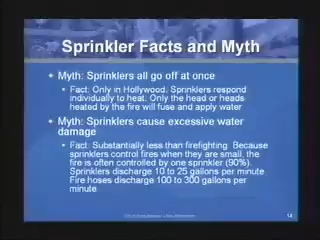 Sprinkler Facts and Myth
Myth: Sprinklers all go off at once
Fact: Only in Hollywood. Sprinklers respond
individually to heat. Only the head or heads
heated by the fire will fuse and apply water
Myth: Sprinklers cause excessive water
damage
Fact: Substantially less than firefighting. Because
sprinklers control fires when they are small, the
fire is often controlled by one sprinkler (90%).
Sprinklers discharge 10 to 25 gallons per minute
Fire hoses discharge 100 to 300 gallons per
minute
14